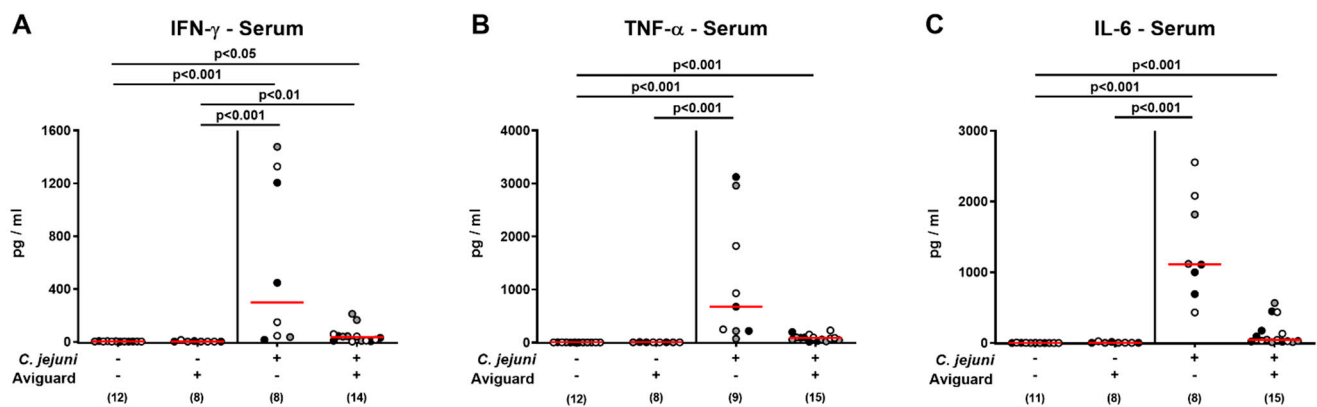 A
IFN-γ - Serum
p<0.05
p<0.001
p<0.01
p<0.001
pg / ml
1600
1200
800
400
0
C. jejuni - - + +
Aviguard - + - +
(12) (8) (8) (14)
B
TNF-α - Serum
p<0.001
p<0.001
p<0.001
pg / ml
4000
3000
2000
1000
0
C. jejuni - - + +
Aviguard - + - +
(12) (8) (9) (15)
C
IL-6 - Serum
p<0.001
p<0.001
p<0.001
pg / ml
3000
2000
1000
0
C. jejuni - - + +
Aviguard - + - +
(11) (8) (8) (15)